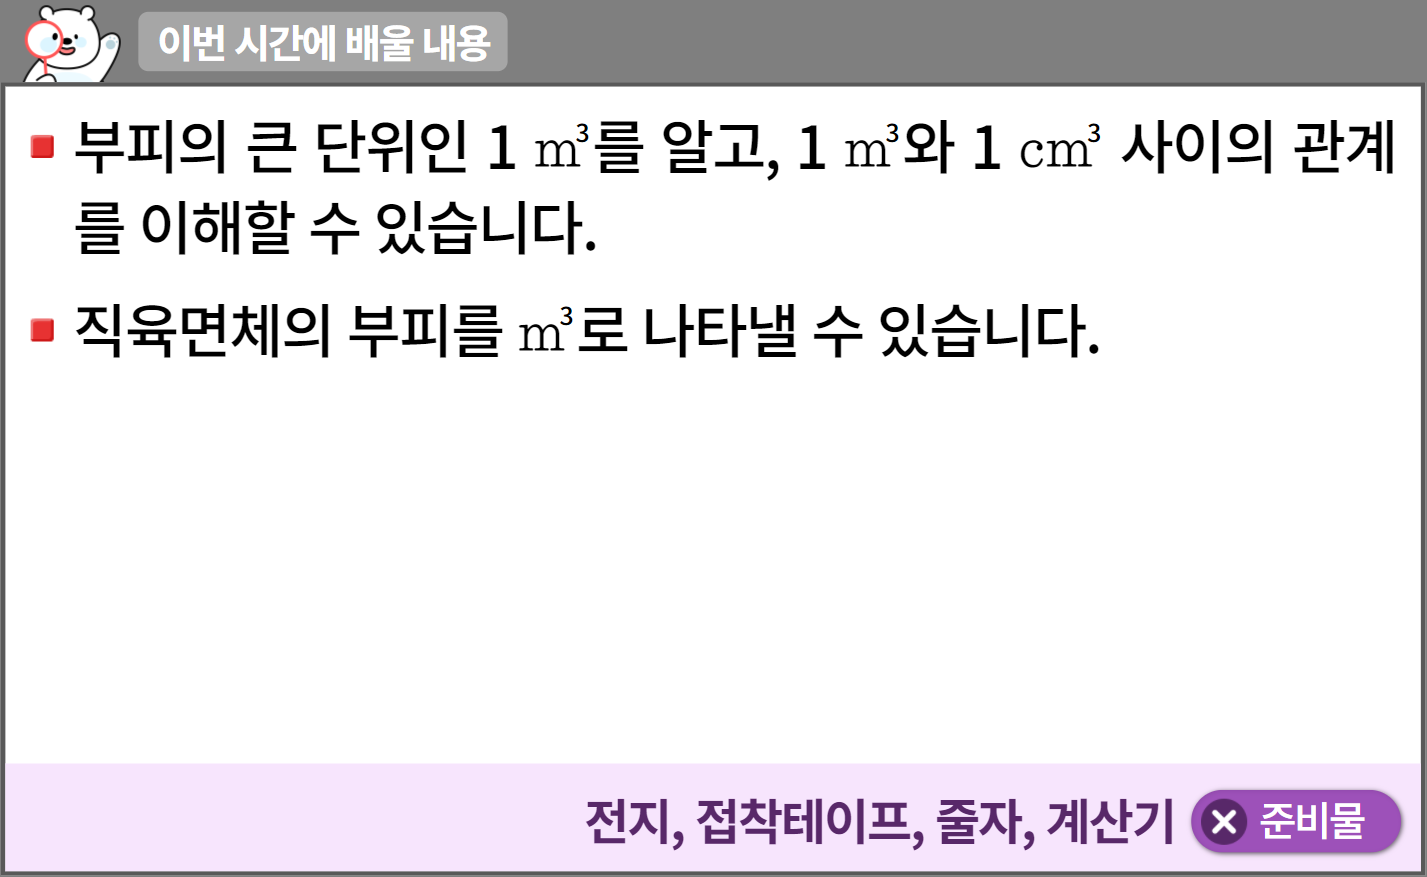 이번 시간에 배울 내용
부피의 큰 단위인 1 m³를 알고, 1 m³와 1 cm³ 사이의 관계
를 이해할 수 있습니다.
직육면체의 부피를 m³로 나타낼 수 있습니다.
전지, 접착테이프, 줄자, 계산기 준비물